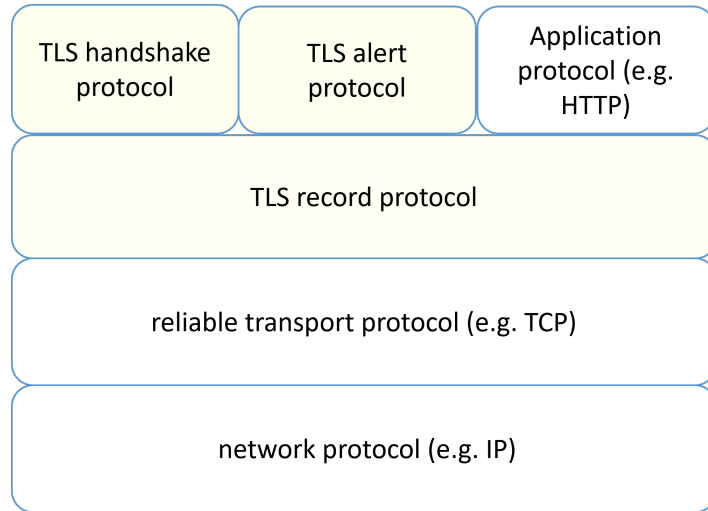 TLS handshake
protocol
TLS alert
protocol
Application
protocol (e.g.
HTTP)
TLS record protocol
reliable transport protocol (e.g. TCP)
network protocol (e.g. IP)